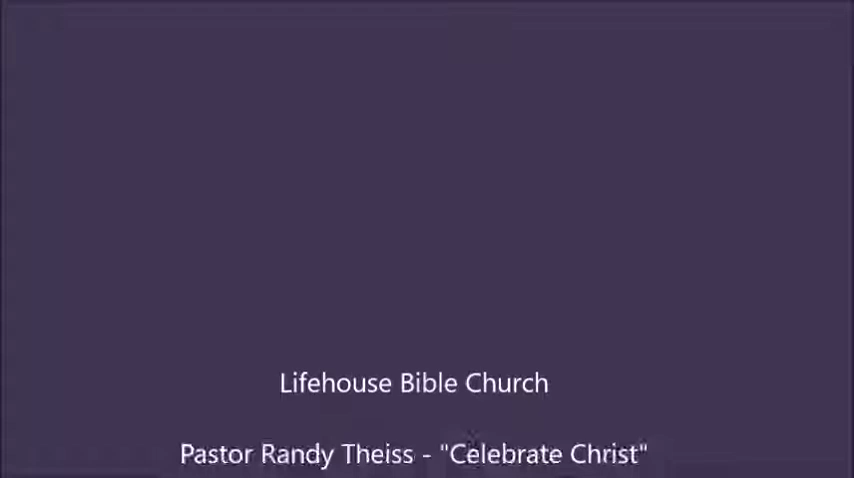 Lifehouse Bible Church
Pastor Randy Theiss - "Celebrate Christ"